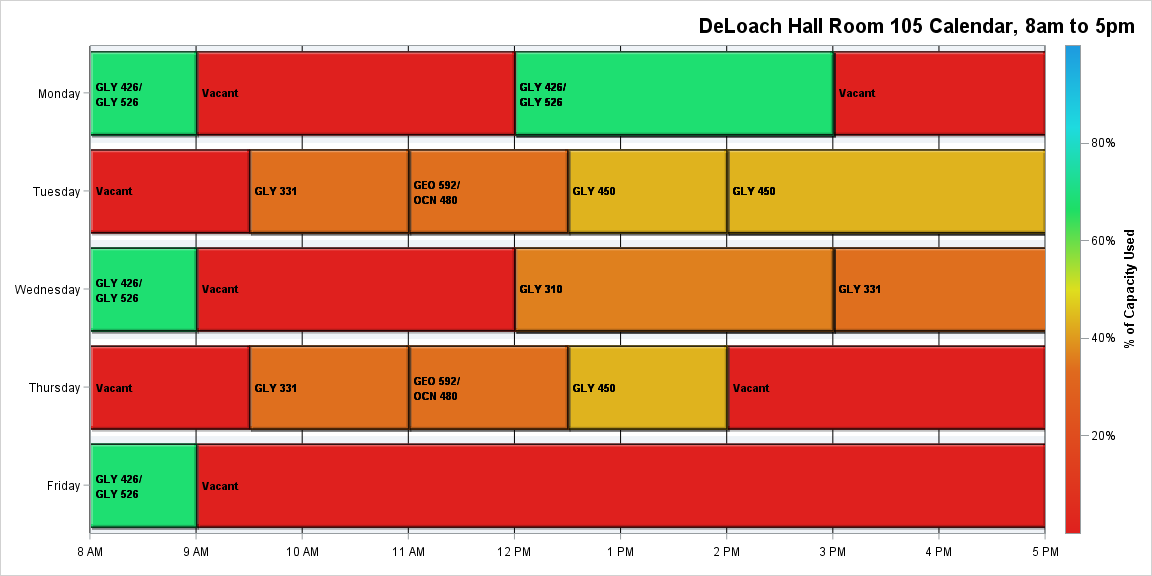 DeLoach Hall Room 105 Calendar, 8am to 5pm
Monday
GLY 426/
GLY 526
Vacant
GLY 426/
GLY 526
Vacant
Tuesday
Vacant
GLY 331
GEO 592/
OCN 480
GLY 450
GLY 450
Wednesday
GLY 426/
GLY 526
Vacant
GLY 310
GLY 331
Thursday
Vacant
GLY 331
GEO 592/
OCN 480
GLY 450
Vacant
Friday
GLY 426/
GLY 526
Vacant
8 AM
9 AM
10 AM
11 AM
12 PM
1 PM
2 PM
3 PM
4 PM
5 PM
80%
60%
40%
20%
% of Capacity Used